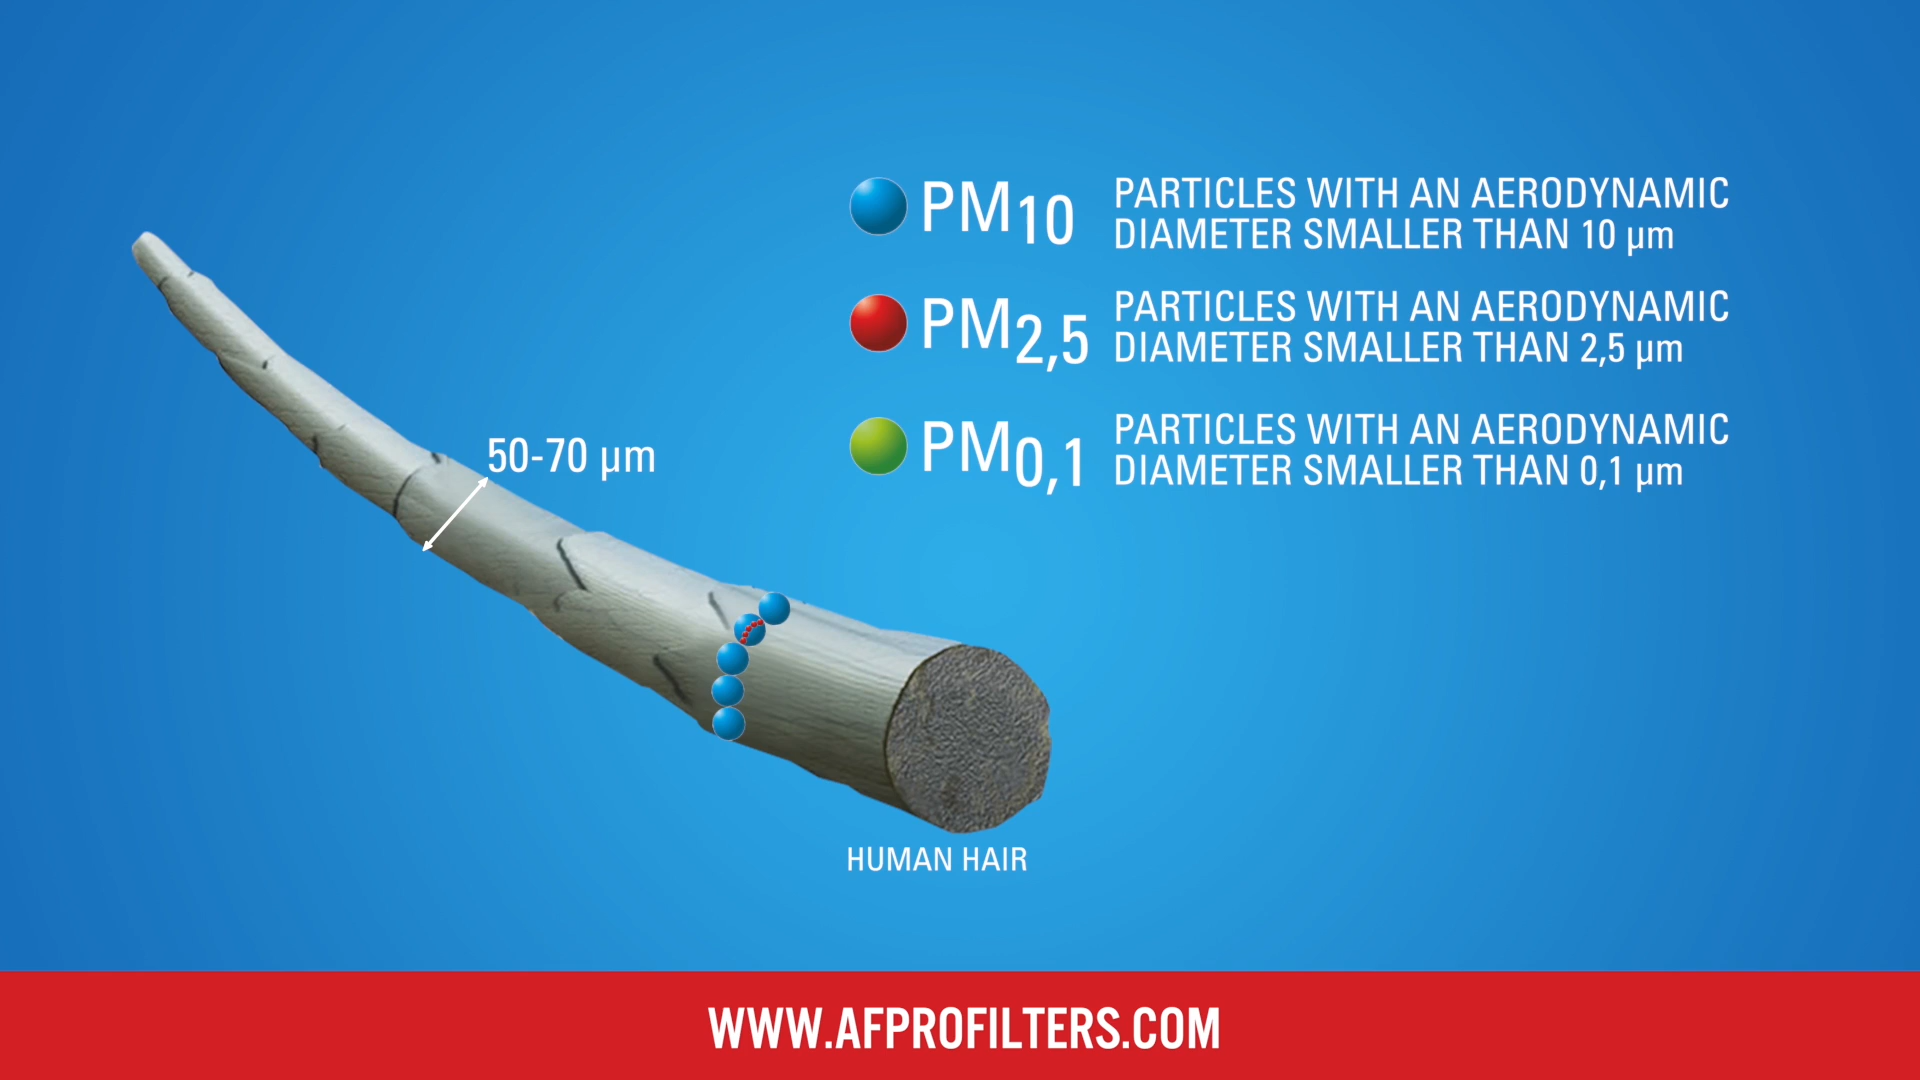 PM10
PARTICLES WITH AN AERODYNAMIC
DIAMETER SMALLER THAN 10 µm
PM2,5
PARTICLES WITH AN AERODYNAMIC
DIAMETER SMALLER THAN 2,5 µm
PM0,1
PARTICLES WITH AN AERODYNAMIC
DIAMETER SMALLER THAN 0,1 µm
50-70 µm
HUMAN HAIR
WWW.AFPROFILTERS.COM